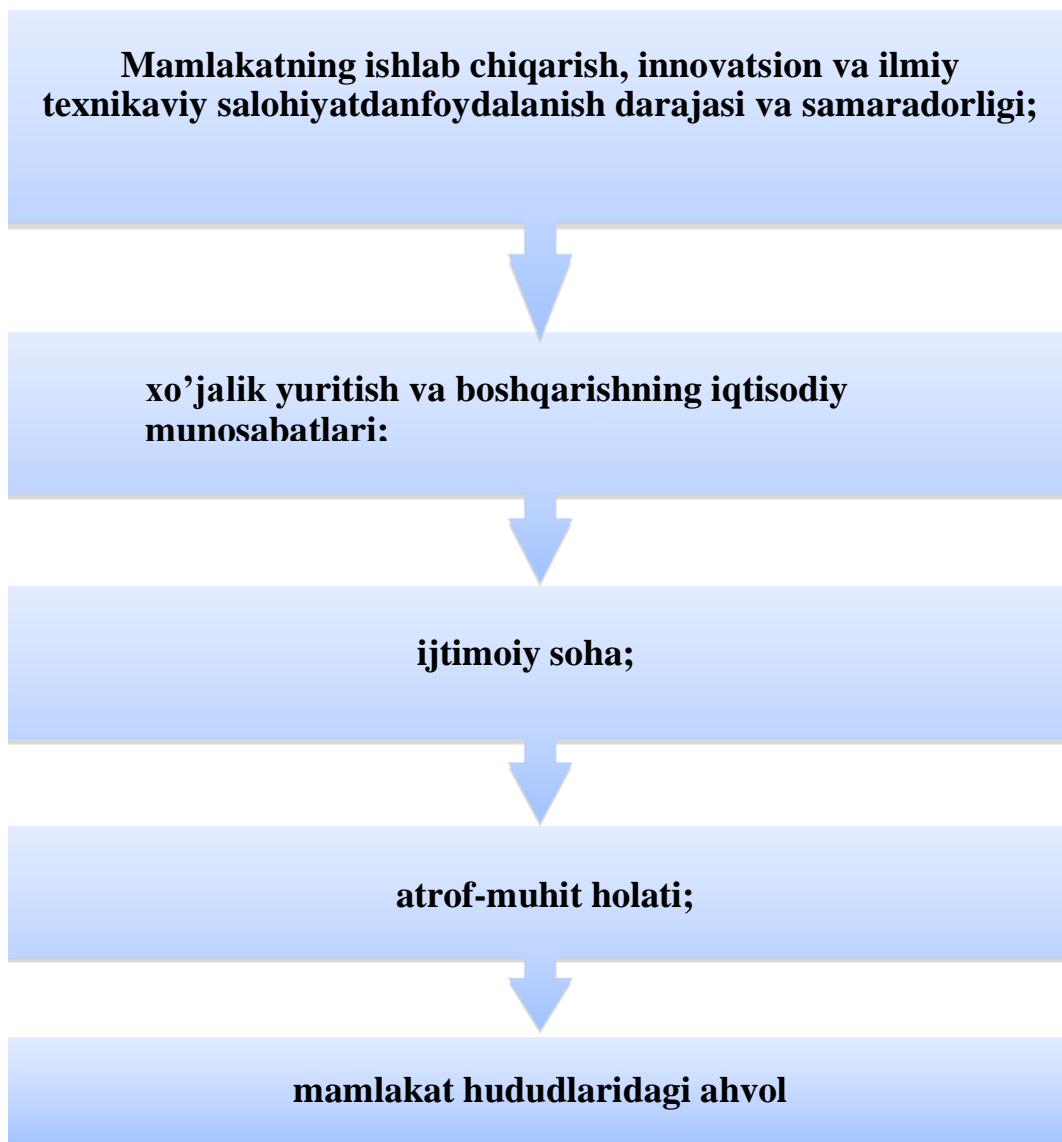 Mamlakatning ishlab chiqarish, innovatsion va ilmiy
texnikaviy salohiyatdanfoydalanish darajasi va samaradorligi;
xo’jalik yuritish va boshqarishning iqtisodiy
munosabatlari;
ijtimoiy soha;
atrof-muhit holati;
mamlakat hududlaridagi ahvol